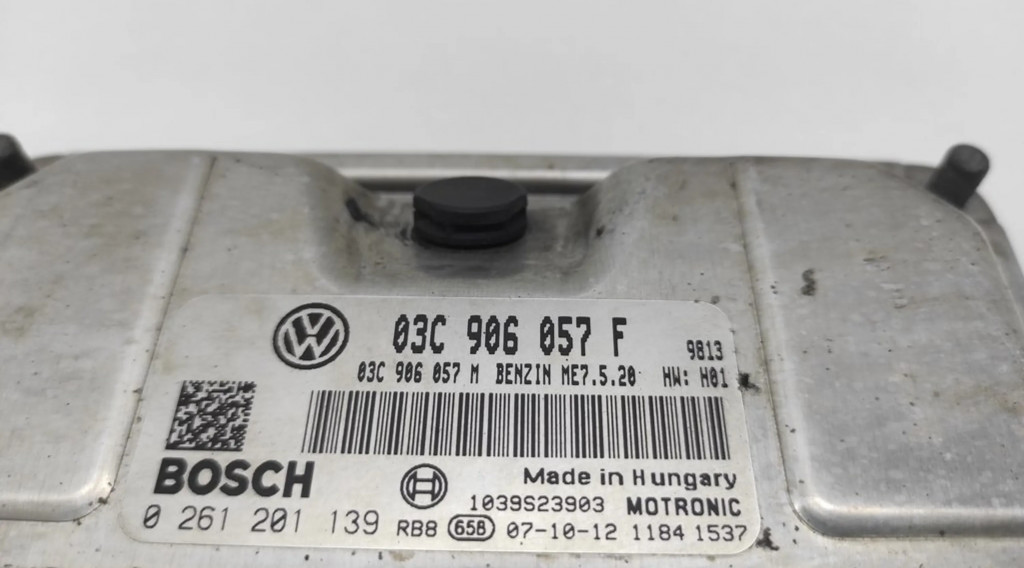 03C 906 057 F 9813
03C 906 057 M BENZIN ME7.5.20 HW: H01
BOSCH Made in Hungary
1039S23903 MOTRONIC
0 261 201 139 RB8 658 07-10-12 1184 1537